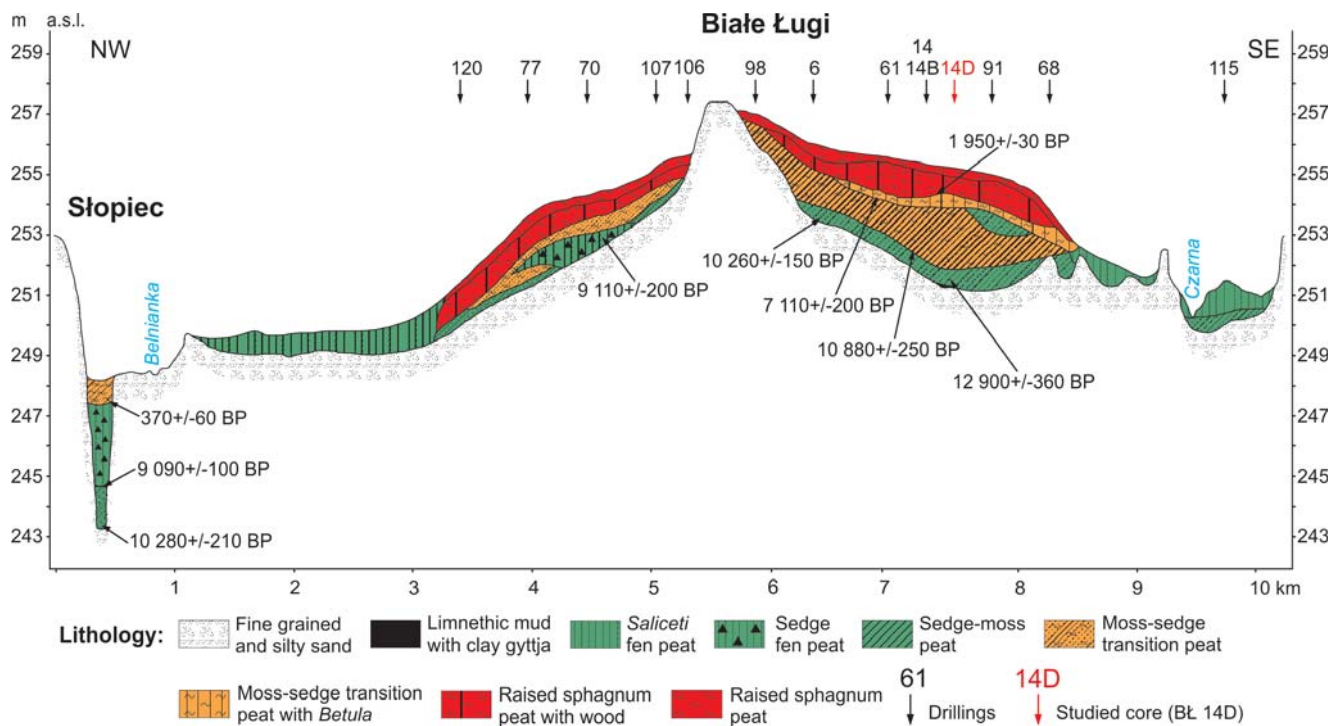 m a.s.l.
Białe Ługi
NW
SE
14
120 77 70 107 106 98 6 61 14B 14D 91 68 115
259 259
257 257
255 255
253 253
251 251
249 249
247 247
245 245
243 243
1 950+/-30 BP
Słopiec
10 260+/-150 BP
9 110+/-200 BP
7 110+/-200 BP
Belnianka
Czarna
10 880+/-250 BP
12 900+/-360 BP
370+/-60 BP
9 090+/-100 BP
10 280+/-210 BP
1 2 3 4 5 6 7 8 9 10 km
Lithology:
Fine grained
and silty sand
Limnethic mud
with clay gyttja
Saliceti
fen peat
Sedge
fen peat
Sedge-moss
peat
Moss-sedge
transition peat
Moss-sedge transition
peat with Betula
Raised sphagnum
peat with wood
Raised sphagnum
peat
61
Drillings
14D
Studied core (BŁ 14D)